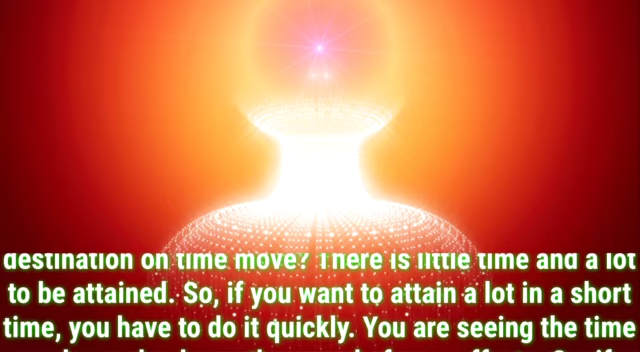 destination on time move? There is little time and a lot
to be attained. So, if you want to attain a lot in a short
time, you have to do it quickly. You are seeing the time